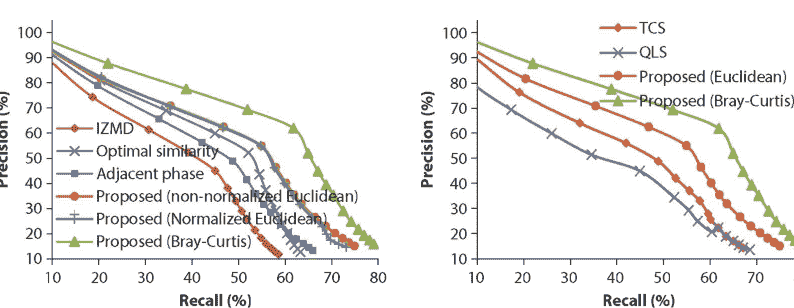 100
90
80
70
60
50
40
30
20
10
Precision (%)
IZMD
Optimal similarity
Adjacent phase
Proposed (non-normalized Euclidean)
Proposed (Normalized Euclidean)
Proposed (Bray-Curtis)
10 20 30 40 50 60 70 80
Recall (%)
100
90
80
70
60
50
40
30
20
10
Precision (%)
TCS
QLS
Proposed (Euclidean)
Proposed (Bray-Curtis)
10 20 30 40 50 60 70
Recall (%)